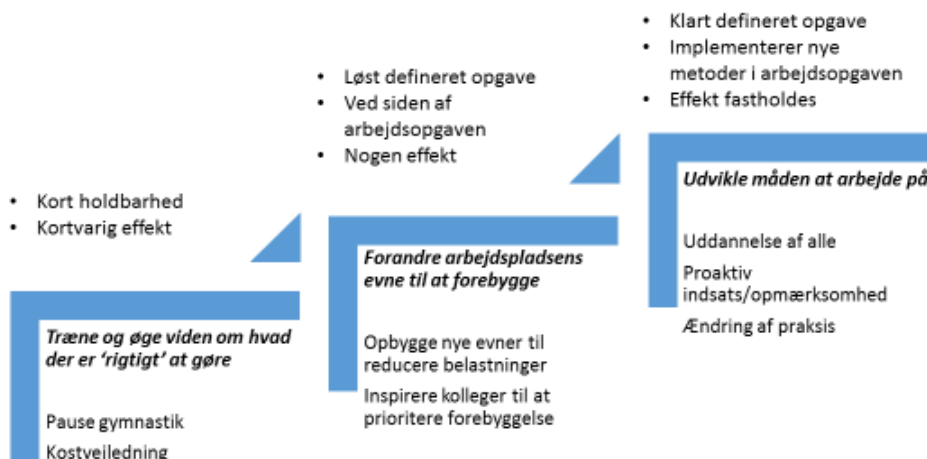 • Kort holdbarhed
• Kortvarig effekt
Træne og øge viden om hvad
der er 'rigtigt' at gøre
Pause gymnastik
Kostvejledning
• Løst defineret opgave
• Ved siden af
arbejdsopgaven
• Nogen effekt
Forandre arbejdspladsens
evne til at forebygge
Opbygge nye evner til
reducere belastninger
Inspirere kolleger til at
prioritere forebyggelse
• Klart defineret opgave
• Implementerer nye
metoder i arbejdsopgaven
• Effekt fastholdes
Udvikle måden at arbejde på
Uddannelse af alle
Proaktiv
indsats/opmærksomhed
Ændring af praksis